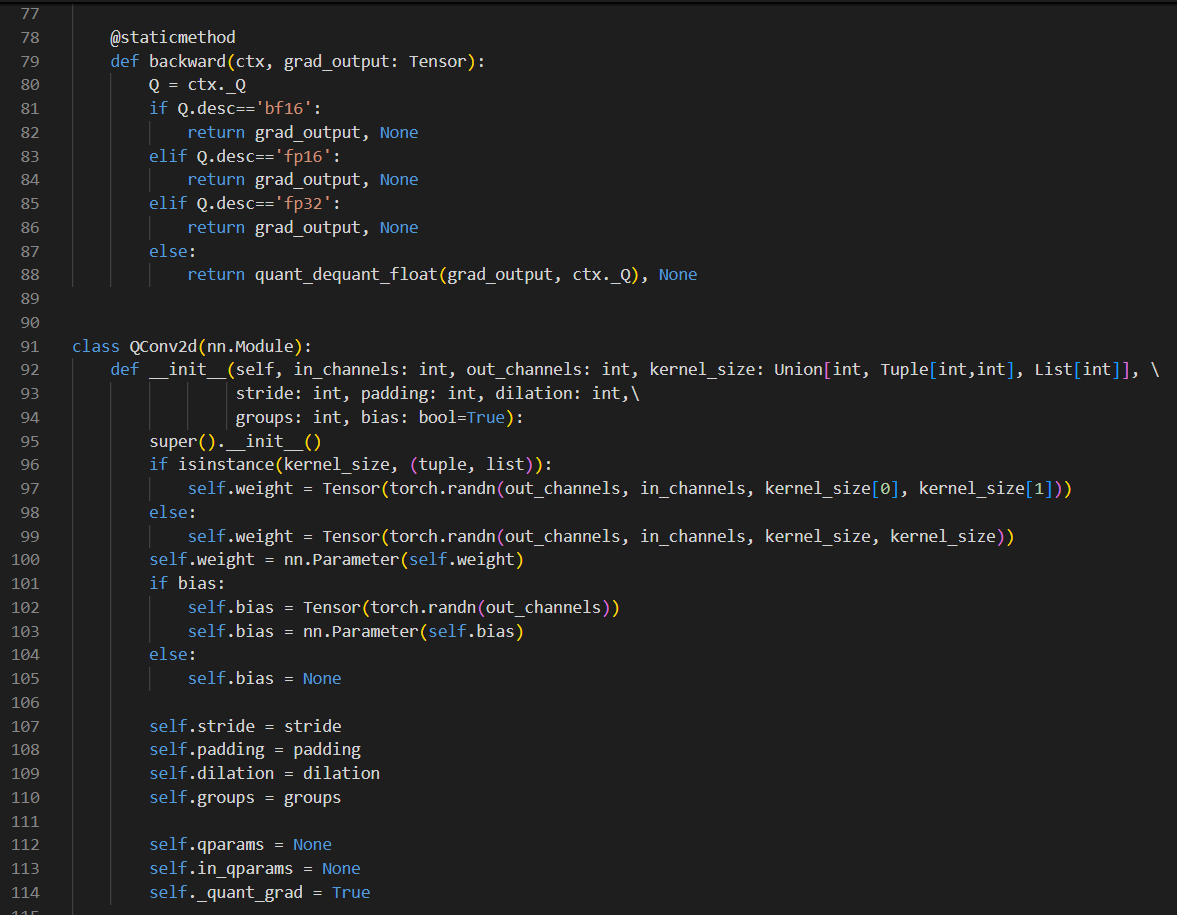 77
78     @staticmethod
79     def backward(ctx, grad_output: Tensor):
80         Q = ctx._Q
81         if Q.desc=='bf16':
82             return grad_output, None
83         elif Q.desc=='fp16':
84             return grad_output, None
85         elif Q.desc=='fp32':
86             return grad_output, None
87         else:
88             return quant_dequant_float(grad_output, ctx._Q), None
89
90
91 class QConv2d(nn.Module):
92     def __init__(self, in_channels: int, out_channels: int, kernel_size: Union[int, Tuple[int,int], List[int]], \
93                  stride: int, padding: int, dilation: int,\
94                  groups: int, bias: bool=True):
95         super().__init__()
96         if isinstance(kernel_size, (tuple, list)):
97             self.weight = Tensor(torch.randn(out_channels, in_channels, kernel_size[0], kernel_size[1]))
98         else:
99             self.weight = Tensor(torch.randn(out_channels, in_channels, kernel_size, kernel_size))
100         self.weight = nn.Parameter(self.weight)
101         if bias:
102             self.bias = Tensor(torch.randn(out_channels))
103             self.bias = nn.Parameter(self.bias)
104         else:
105             self.bias = None
106
107         self.stride = stride
108         self.padding = padding
109         self.dilation = dilation
110         self.groups = groups
111
112         self.qparams = None
113         self.in_qparams = None
114         self._quant_grad = True